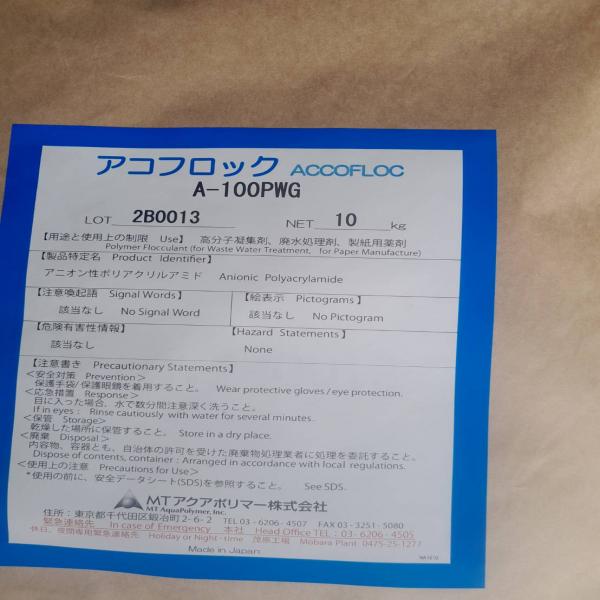 アコフロック ACCOFLOC
A-100PWG
LOT 2B0013 NET 10 kg
【用途と使用上の制限 Use】 高分子凝集剤、廃水処理剤、製紙用薬剤
Polymer Flocculant (for Waste Water Treatment, for Paper Manufacture)
【製品特定名 Product Identifier】
アニオン性ポリアクリルアミド Anionic Polyacrylamide
【注意喚起語 Signal Words】 【絵表示 Pictograms】
該当なし No Signal Word 該当なし No Pictogram
【危険有害性情報】 【Hazard Statements】
該当なし None
【注意書き Precautionary Statements】
＜安全対策 Prevention＞
保護手袋/保護眼鏡を着用すること。 Wear protective gloves / eye protection.
＜応急措置 Response＞
目に入った場合、水で数分間注意深く洗うこと。
If in eyes : Rinse cautiously with water for several minutes.
＜保管 Storage＞
乾燥した場所に保管すること。 Store in a dry place.
＜廃棄 Disposal＞
内容物、容器とも、自治体の許可を受けた廃棄物処理業者に処理を委託すること。
Dispose of contents, container : Arranged in accordance with local regulations.
＜使用上の注意 Precautions for Use＞
*使用の前に、安全データシート(SDS)を参照すること。 See SDS.
MTアクアポリマー株式会社
MT AquaPolymer, Inc.
住所：東京都千代田区鍛冶町2-6-2 TEL 03-6206-4507 FAX 03-3251-5080
緊急連絡先 In case of Emergency 本社 Head Office TEL : 03-6206-4505
休日、夜間専用緊急連絡先 Holiday or Night-time 茂原工場 Mobara Plant 0475-25-1277
Made in Japan